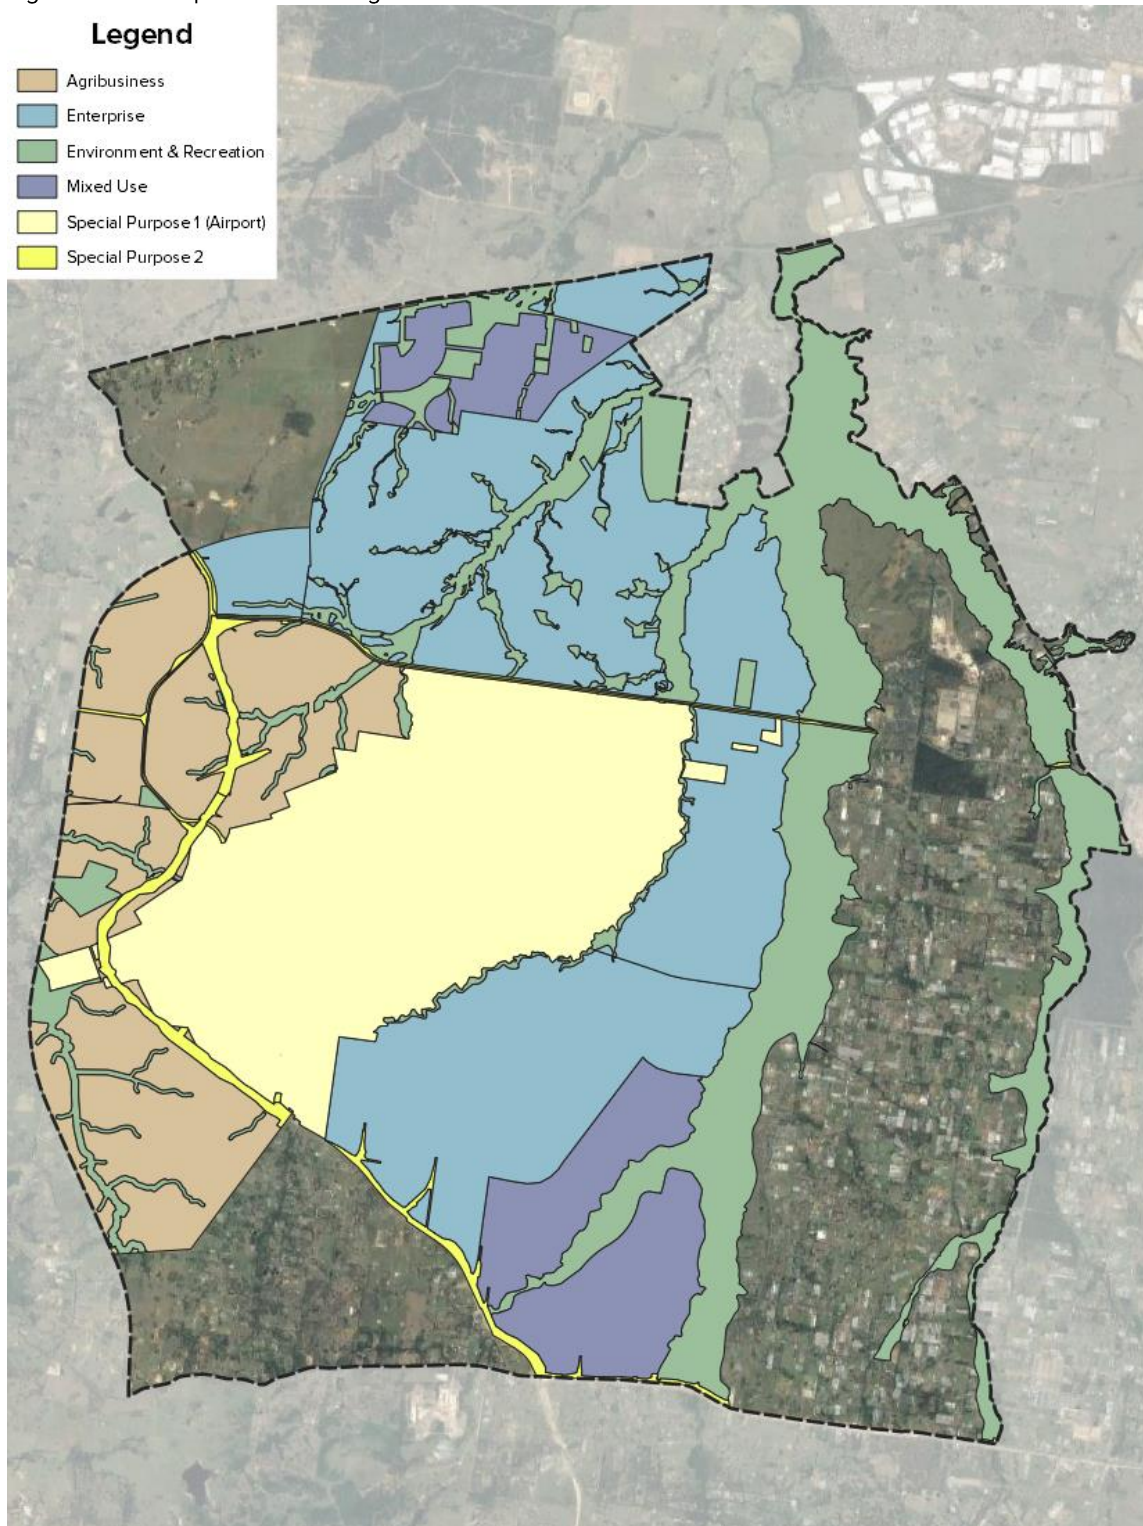 Legend
Agribusiness
Enterprise
Environment & Recreation
Mixed Use
Special Purpose 1 (Airport)
Special Purpose 2